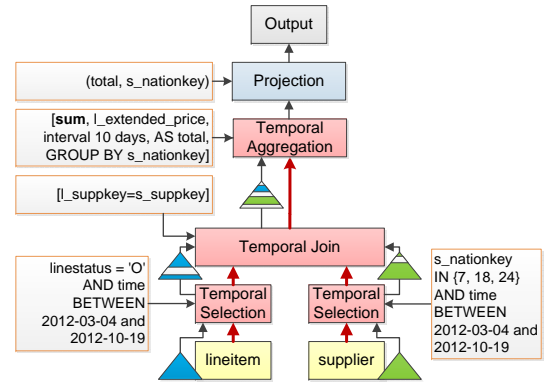 Output
(total, s_nationkey)
Projection
[sum, l_extended_price,
interval 10 days, AS total,
GROUP BY s_nationkey]
Temporal
Aggregation
[l_suppkey=s_suppkey]
Temporal Join
linestatus = 'O'
AND time
BETWEEN
2012-03-04 and
2012-10-19
Temporal
Selection
Temporal
Selection
s_nationkey
IN {7, 18, 24}
AND time
BETWEEN
2012-03-04 and
2012-10-19
lineitem
supplier